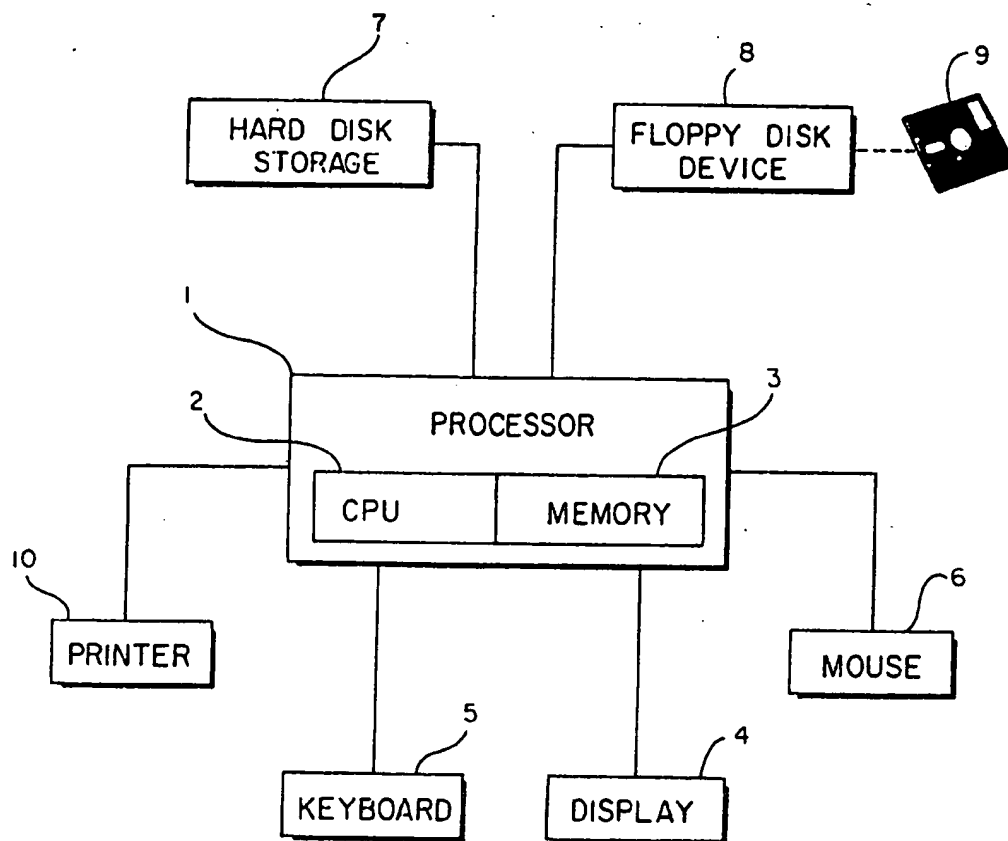 7
8
9
HARD DISK
STORAGE
FLOPPY DISK
DEVICE
1
2
3
PROCESSOR
CPU
MEMORY
10
6
PRINTER
MOUSE
5
4
KEYBOARD
DISPLAY